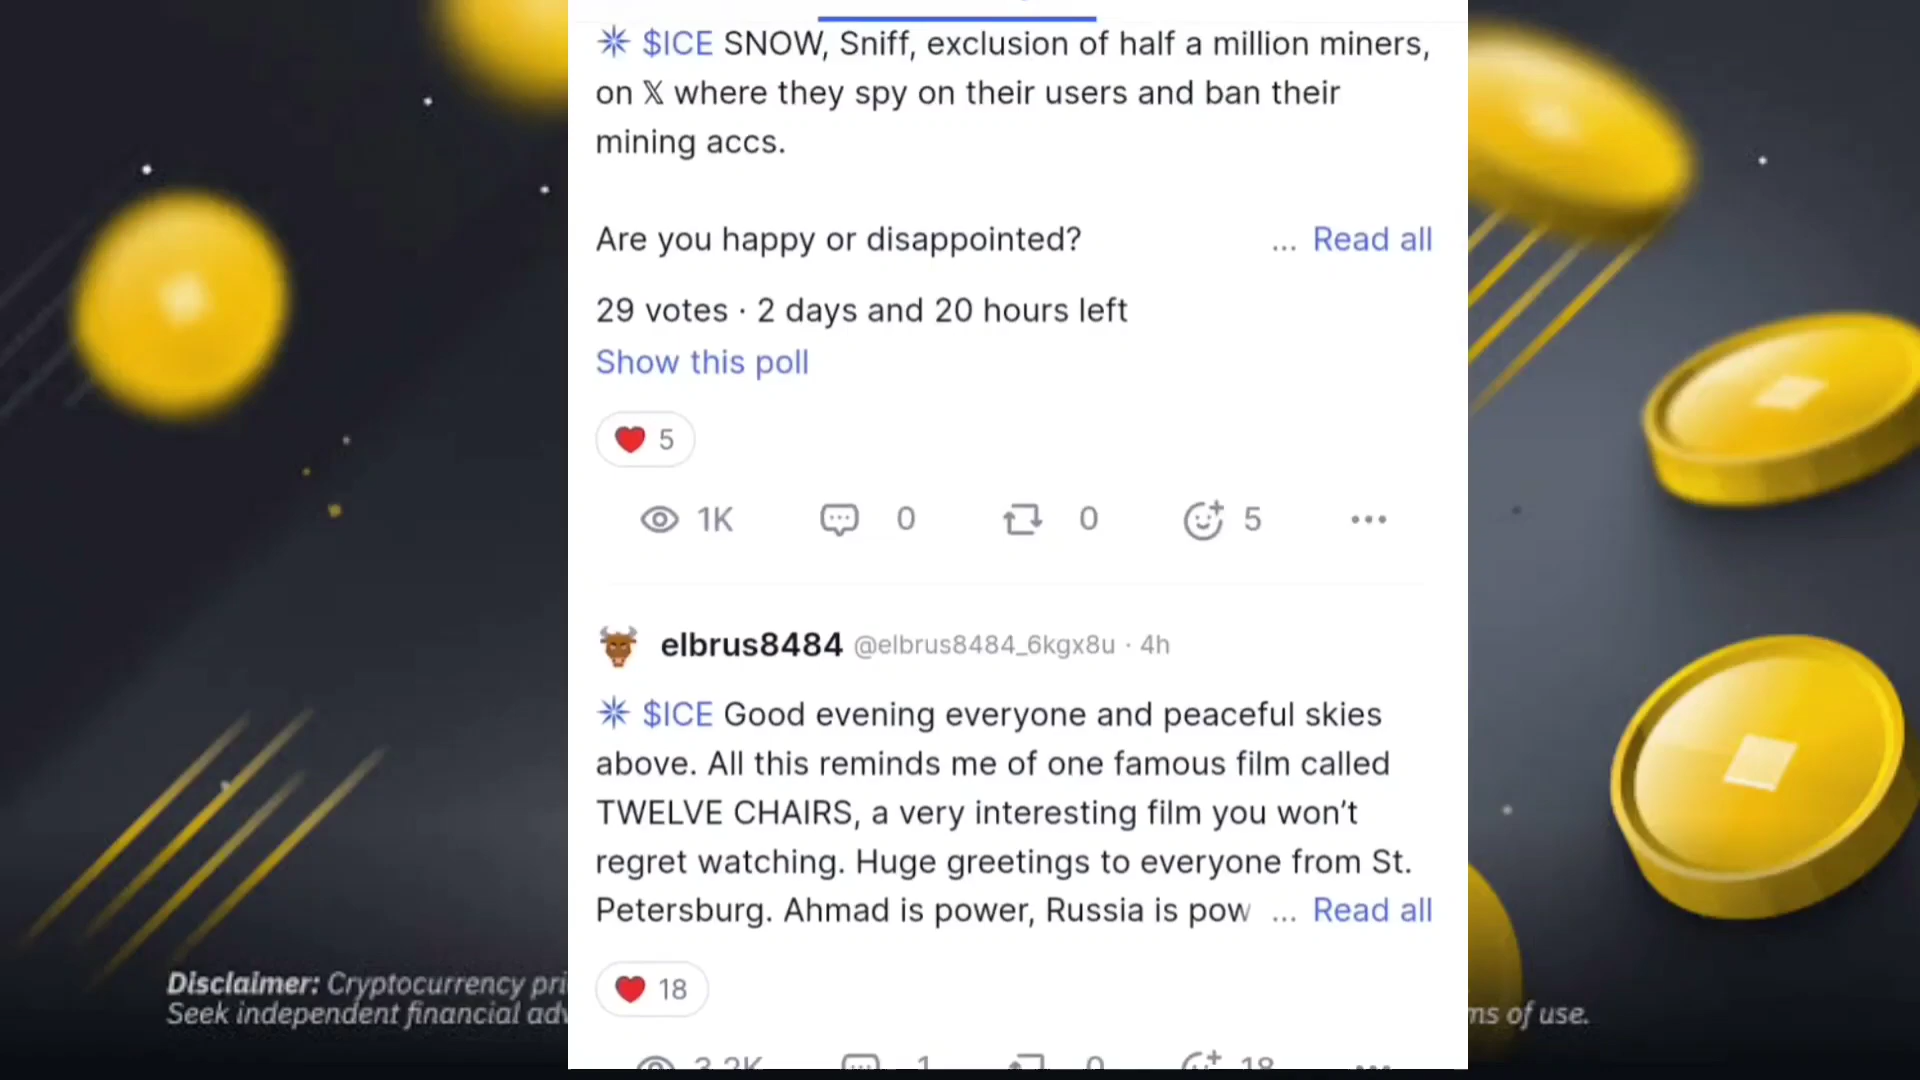 $ICE SNOW, Sniff, exclusion of half a million miners,
on 𝕏 where they spy on their users and ban their
mining accs.
Are you happy or disappointed? ... Read all
29 votes · 2 days and 20 hours left
Show this poll
5
1K 0 0 5
elbrus8484 @elbrus8484_6kgx8u · 4h
$ICE Good evening everyone and peaceful skies
above. All this reminds me of one famous film called
TWELVE CHAIRS, a very interesting film you won’t
regret watching. Huge greetings to everyone from St.
Petersburg. Ahmad is power, Russia is pow ... Read all
18
3.2K 1 0 18
Disclaimer: Cryptocurrency pri
Seek independent financial adv ms of use.